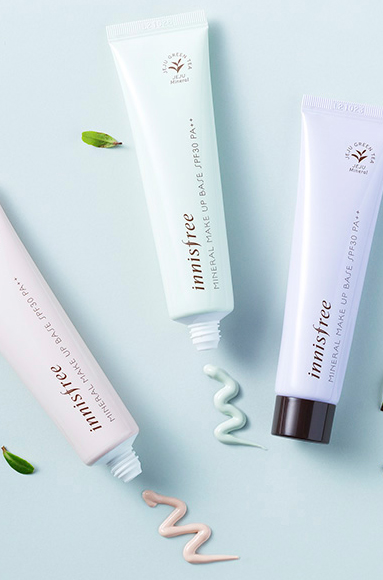 JEJU GREEN TEA
JEJU
Mineral
innisfree
MINERAL MAKE UP BASE SPF30 PA++
JEJU GREEN TEA
JEJU
Mineral
innisfree
MINERAL MAKE UP BASE SPF30 PA++
innisfree
MINERAL MAKE UP BASE SPF30 PA++